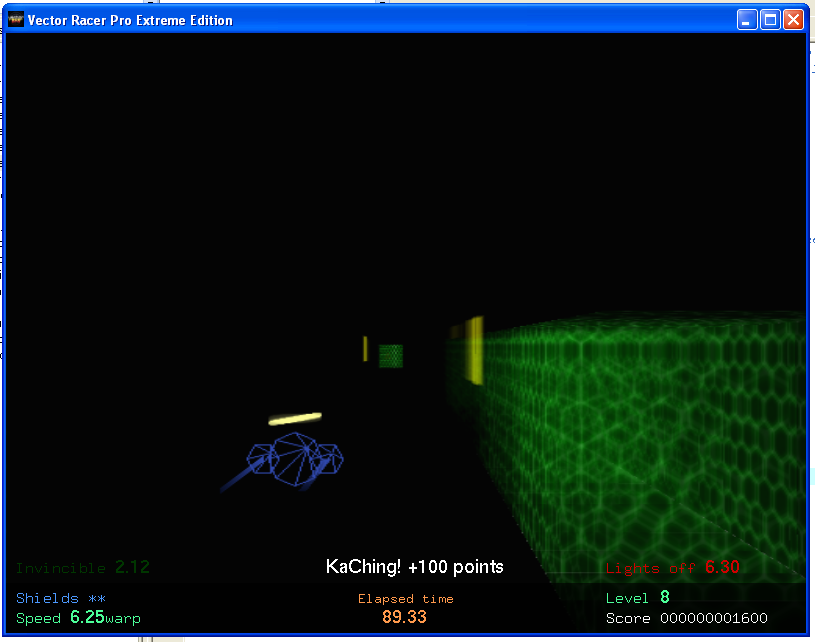 Vector Racer Pro Extreme Edition
Invincible 2.12
KaChing! +100 points
Lights off 6.30
Shields **
Elapsed time
Level 8
Speed 6.25warp
89.33
Score 000000001600